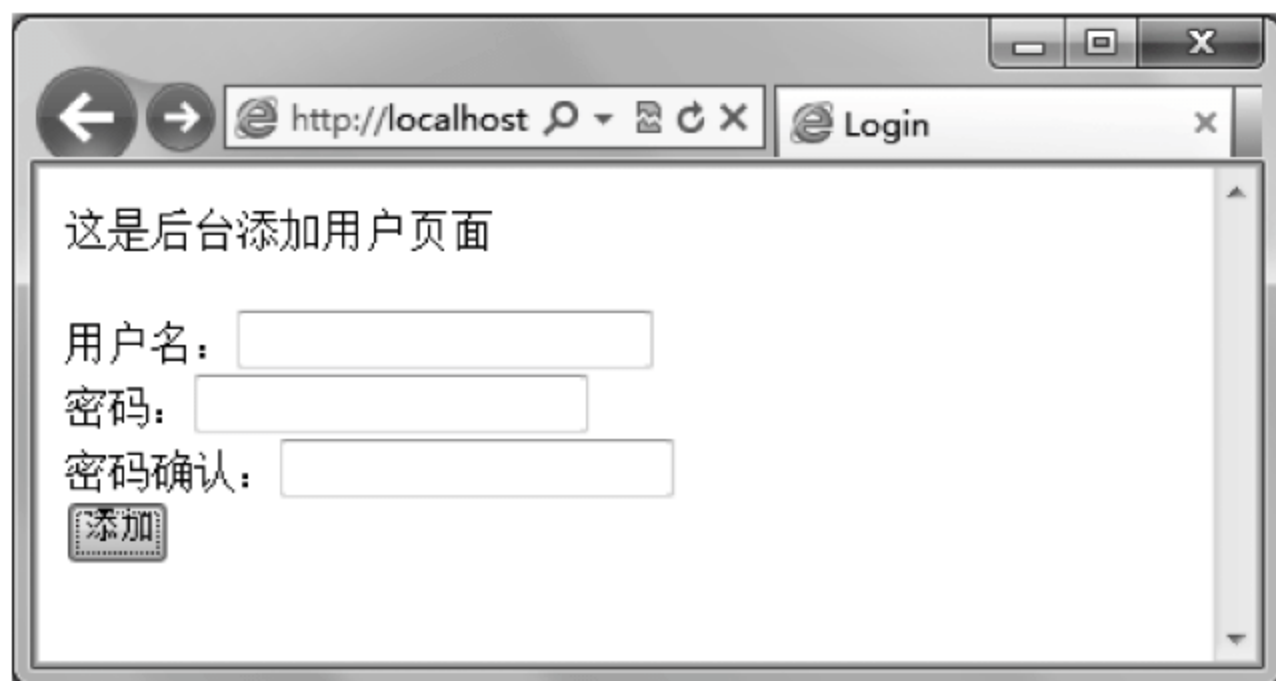 http://localhost
Login
这是后台添加用户页面
用户名：
密码：
密码确认：
添加